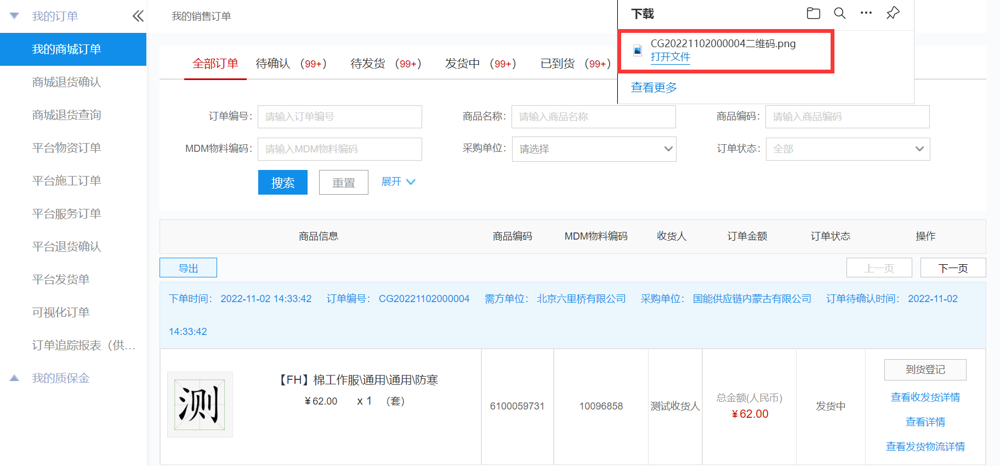 我的订单
我的商城订单
商城退货确认
商城退货查询
平台物资订单
平台施工订单
平台服务订单
平台退货确认
平台发货单
可视化订单
订单追踪报表（供...
我的质保金
我的销售订单
下载
CG20221102000004二维码.png
打开文件
查看更多
全部订单 待确认 （99+） 待发货 （99+） 发货中 （99+） 已到货 （99+）
订单编号： 请输入订单编号 商品名称： 请输入商品名称 商品编码： 请输入商品编码
MDM物料编码： 请输入MDM物料编码 采购单位： 请选择 订单状态： 全部
搜索 重置 展开
商品信息 商品编码 MDM物料编码 收货人 订单金额 订单状态 操作
导出 上一页 下一页
下单时间： 2022-11-02 14:33:42 订单编号： CG20221102000004 需方单位： 北京六里桥有限公司 采购单位： 国能供应链内蒙古有限公司 订单待确认时间： 2022-11-02
14:33:42
测
【FH】棉工作服\通用\通用\防寒
¥62.00 x 1 （套）
6100059731
10096858
测试收货人
总金额(人民币)
¥62.00
发货中
到货登记
查看收发货详情
查看详情
查看发货物流详情